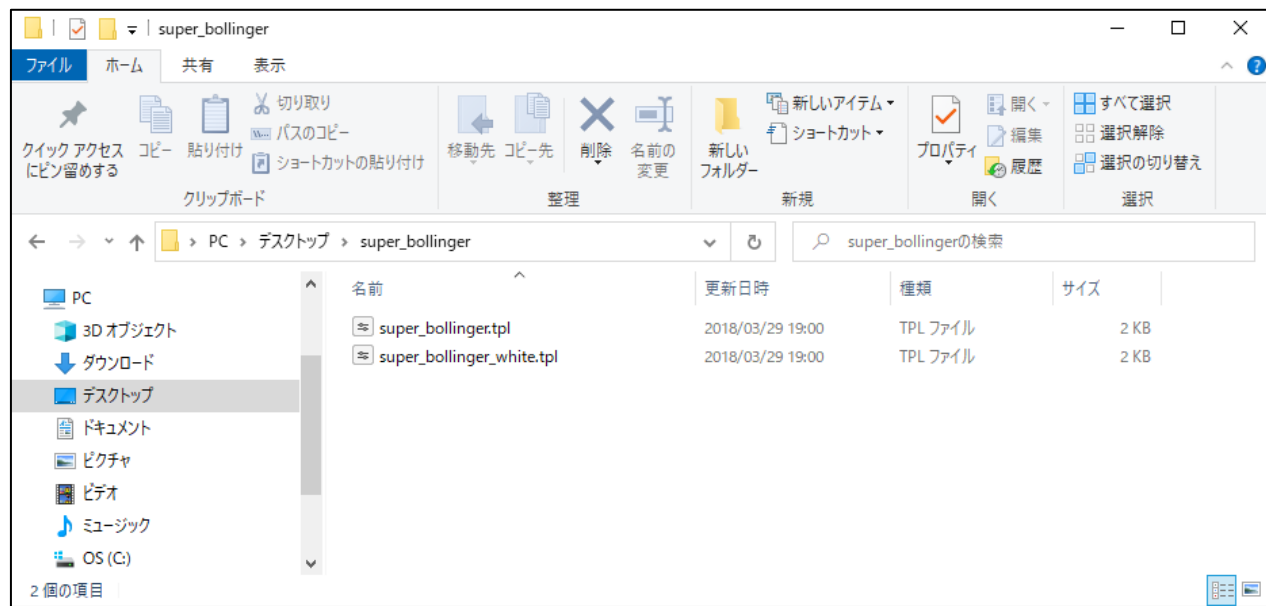 super_bollinger
ファイル ホーム 共有 表示
クイック アクセス
にピン留めする
コピー
貼り付け
切り取り
パスのコピー
ショートカットの貼り付け
クリップボード
移動先
コピー先
削除
名前の
変更
整理
新しい
フォルダー
新しいアイテム
ショートカット
新規
プロパティ
開く
編集
履歴
開く
すべて選択
選択解除
選択の切り替え
選択
PC › デスクトップ › super_bollinger
super_bollingerの検索
PC
3D オブジェクト
ダウンロード
デスクトップ
ドキュメント
ピクチャ
ビデオ
ミュージック
OS (C:)
名前 更新日時 種類 サイズ
super_bollinger.tpl 2018/03/29 19:00 TPL ファイル 2 KB
super_bollinger_white.tpl 2018/03/29 19:00 TPL ファイル 2 KB
2 個の項目